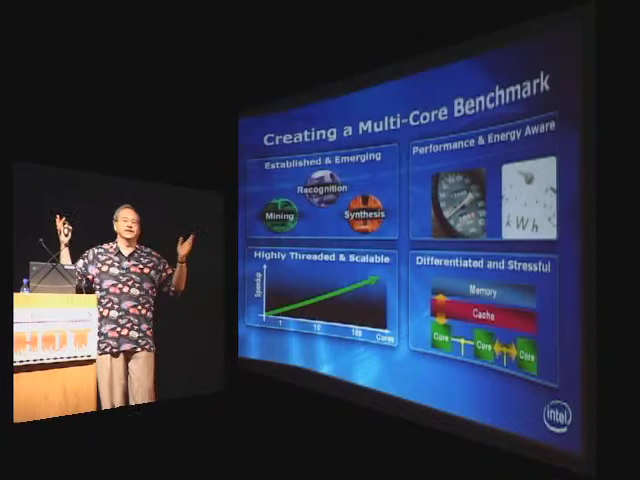 Creating a Multi-Core Benchmark
Established & Emerging
Recognition
Mining
Synthesis
Performance & Energy Aware
kWh
Highly Threaded & Scalable
Speedup
1 10 100
Cores
Differentiated and Stressful
Memory
Cache
Core Core Core
intel
HOT